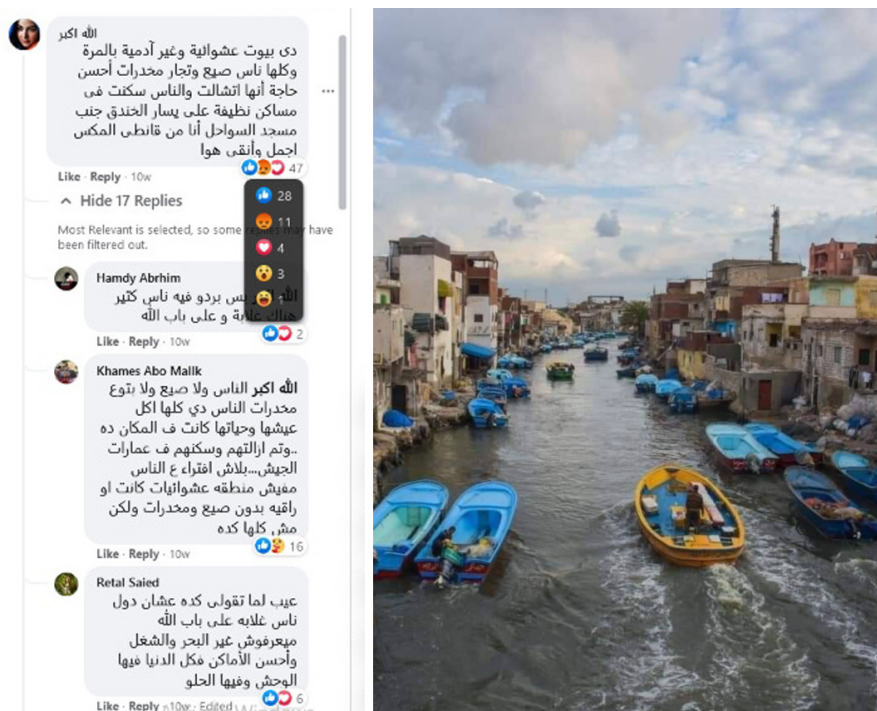 الله اكبر
دى بيوت عشوائية وغير آدمية بالمرة
وكلها ناس صيع وتجار مخدرات أحسن
حاجة أنها اتشالت والناس سكنت فى
مساكن نظيفة على يسار الخندق جنب
مسجد السواحل أنا من قانطى المكس
اجمل وأنقى هوا
47
Like · Reply · 10w
28
Hide 17 Replies
11
Most Relevant is selected, so some may have
been filtered out.
4
3
Hamdy Abrhim
الله بس بردو فيه ناس كتير
هناك غلابة و على باب الله
2
Like · Reply · 10w
Khames Abo Malik
الله اكبر الناس ولا صيع ولا بتوع
مخدرات الناس دي كلها اكل
عيشها وحياتها كانت ف المكان ده
..وتم ازالتهم وسكنهم ف عمارات
الجيش...بلاش افتراء ع الناس
مفيش منطقه عشوائيات كانت او
راقيه بدون صيع ومخدرات ولكن
مش كلها كده
16
Like · Reply · 10w
Retal Saied
عيب لما تقولى كده عشان دول
ناس غلابه على باب الله
ميعرفوش غير البحر والشغل
وأحسن الأماكن فكل الدنيا فيها
الوحش وفيها الحلو
6
Like · Reply · 10w · Edited